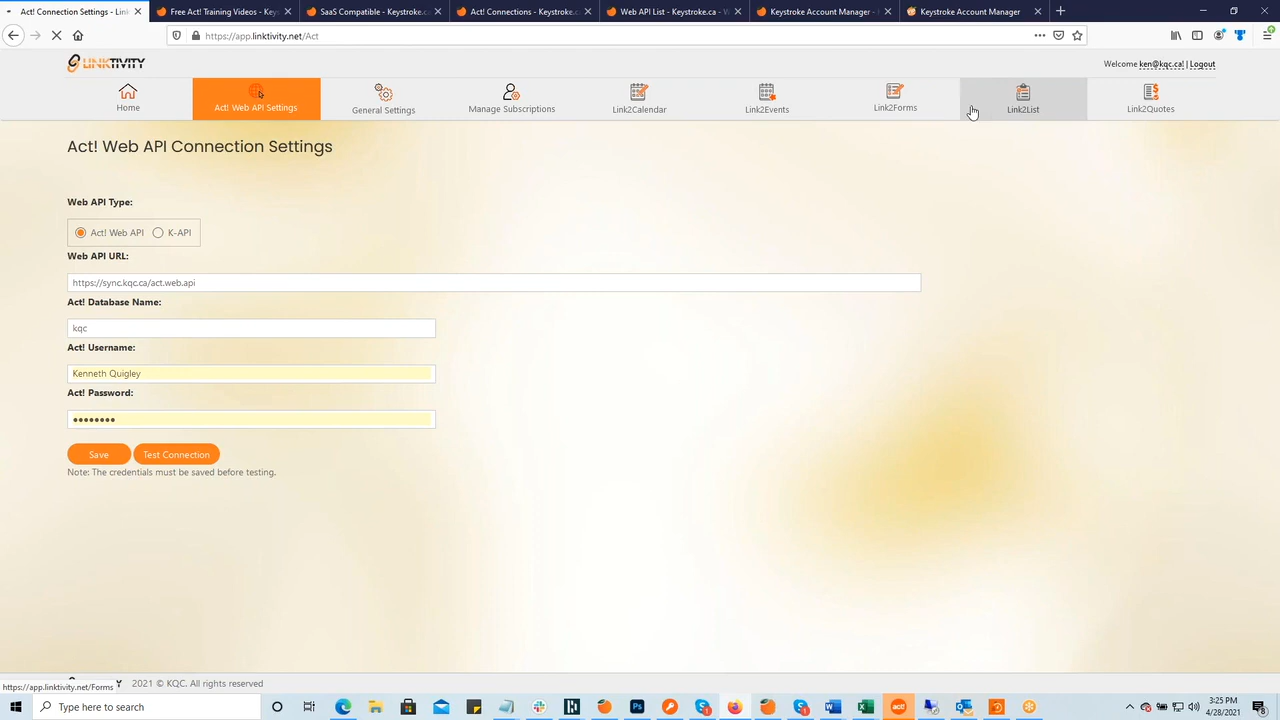 Act! Connection Settings - Lin
Free Act! Training Videos - Key
SaaS Compatible - Keystroke.c
Act! Connections - Keystroke.c
Web API List - Keystroke.ca - V
Keystroke Account Manager -
Keystroke Account Manager
https://app.linktivity.net/Act
LINKTIVITY
Welcome ken@kqc.ca! | Logout
Home
Act! Web API Settings
General Settings
Manage Subscriptions
Link2Calendar
Link2Events
Link2Forms
Link2List
Link2Quotes
Act! Web API Connection Settings
Web API Type:
Act! Web API
K-API
Web API URL:
https://sync.kqc.ca/act.web.api
Act! Database Name:
kqc
Act! Username:
Kenneth Quigley
Act! Password:
••••••••
Save
Test Connection
Note: The credentials must be saved before testing.
Y 2021 © KQC. All rights reserved
https://app.linktivity.net/Forms
Type here to search
act!
3:25 PM
4/28/2021